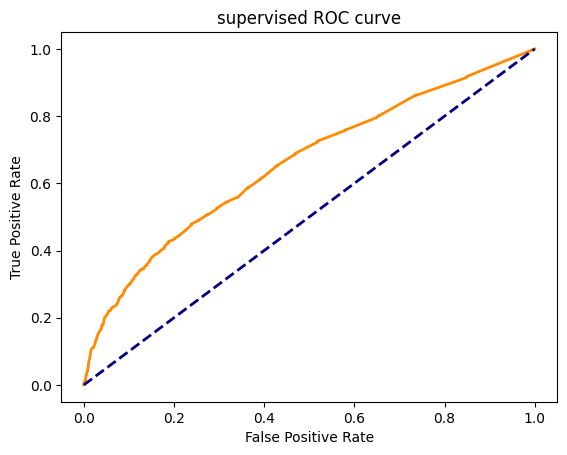 supervised ROC curve
1.0
0.8
0.6
0.4
0.2
0.0
True Positive Rate
0.0 0.2 0.4 0.6 0.8 1.0
False Positive Rate